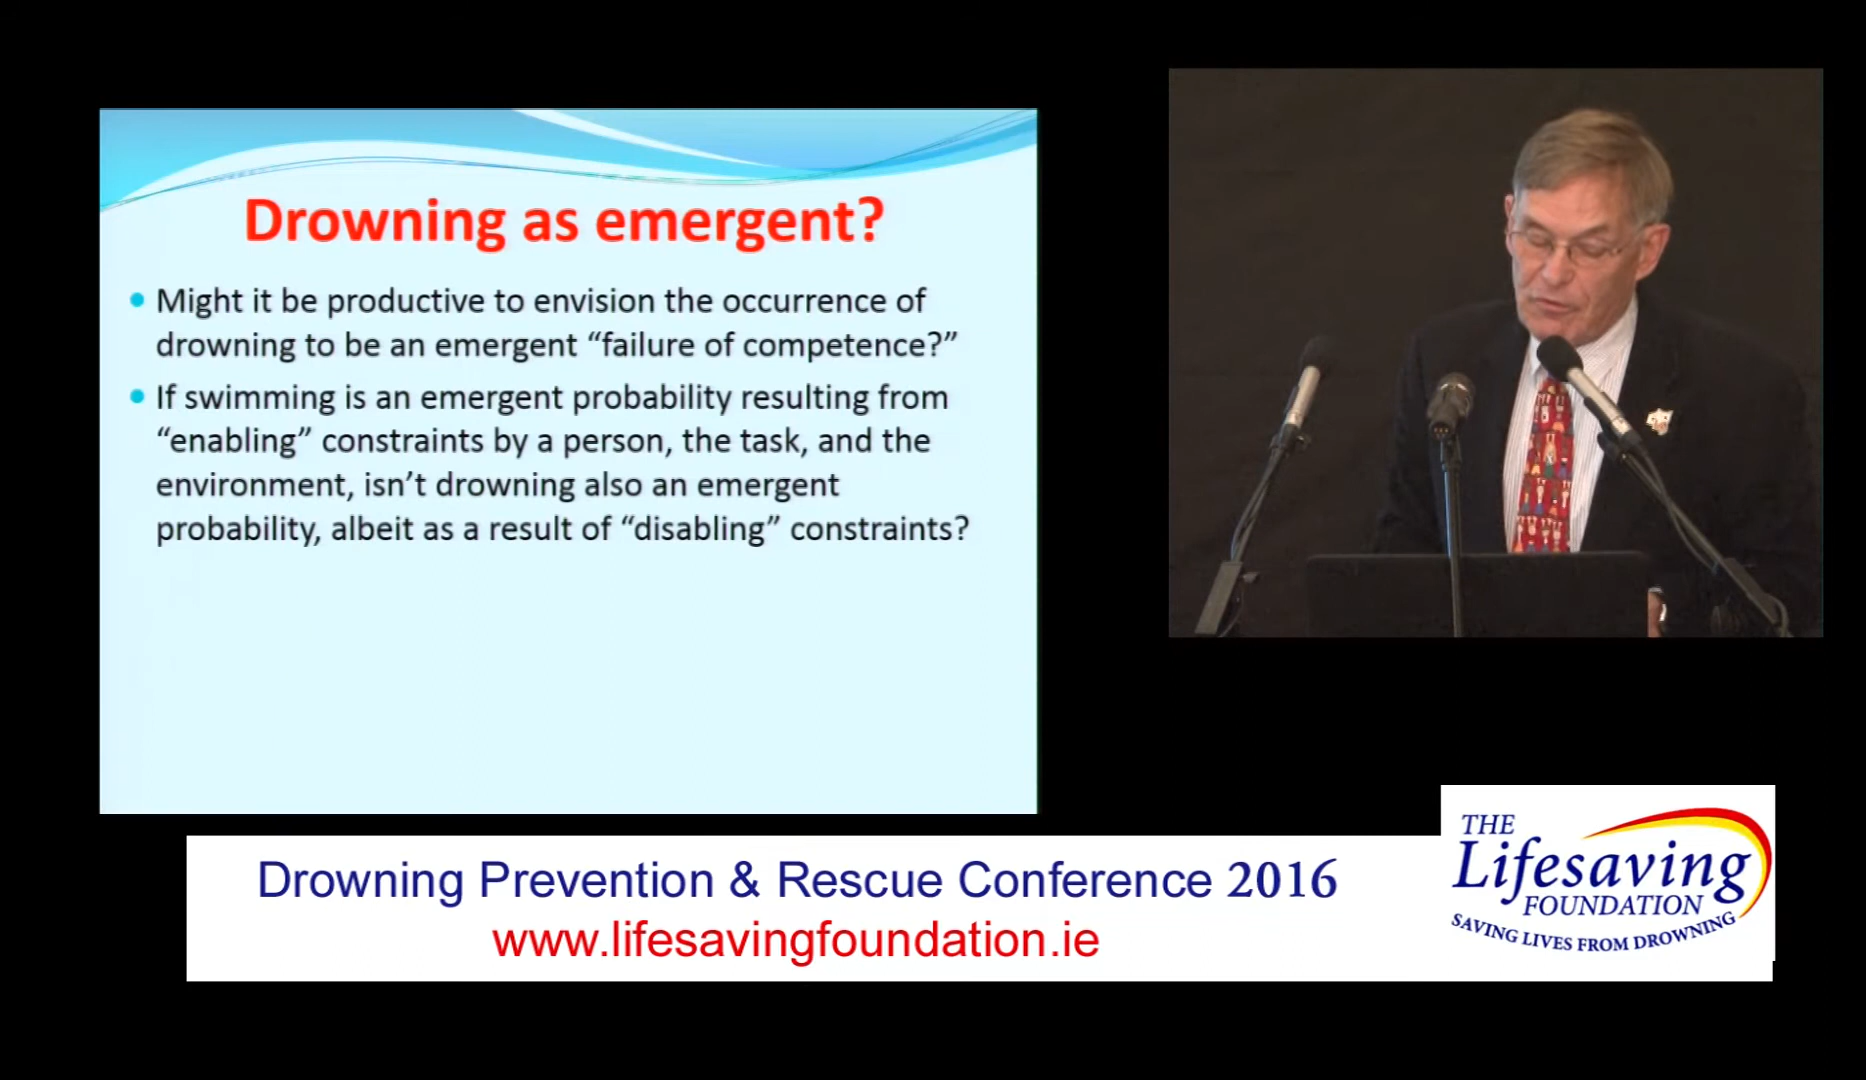 Drowning as emergent?
Might it be productive to envision the occurrence of
drowning to be an emergent “failure of competence?”
If swimming is an emergent probability resulting from
“enabling” constraints by a person, the task, and the
environment, isn’t drowning also an emergent
probability, albeit as a result of “disabling” constraints?
Drowning Prevention & Rescue Conference 2016
www.lifesavingfoundation.ie
THE
Lifesaving
FOUNDATION
SAVING LIVES FROM DROWNING